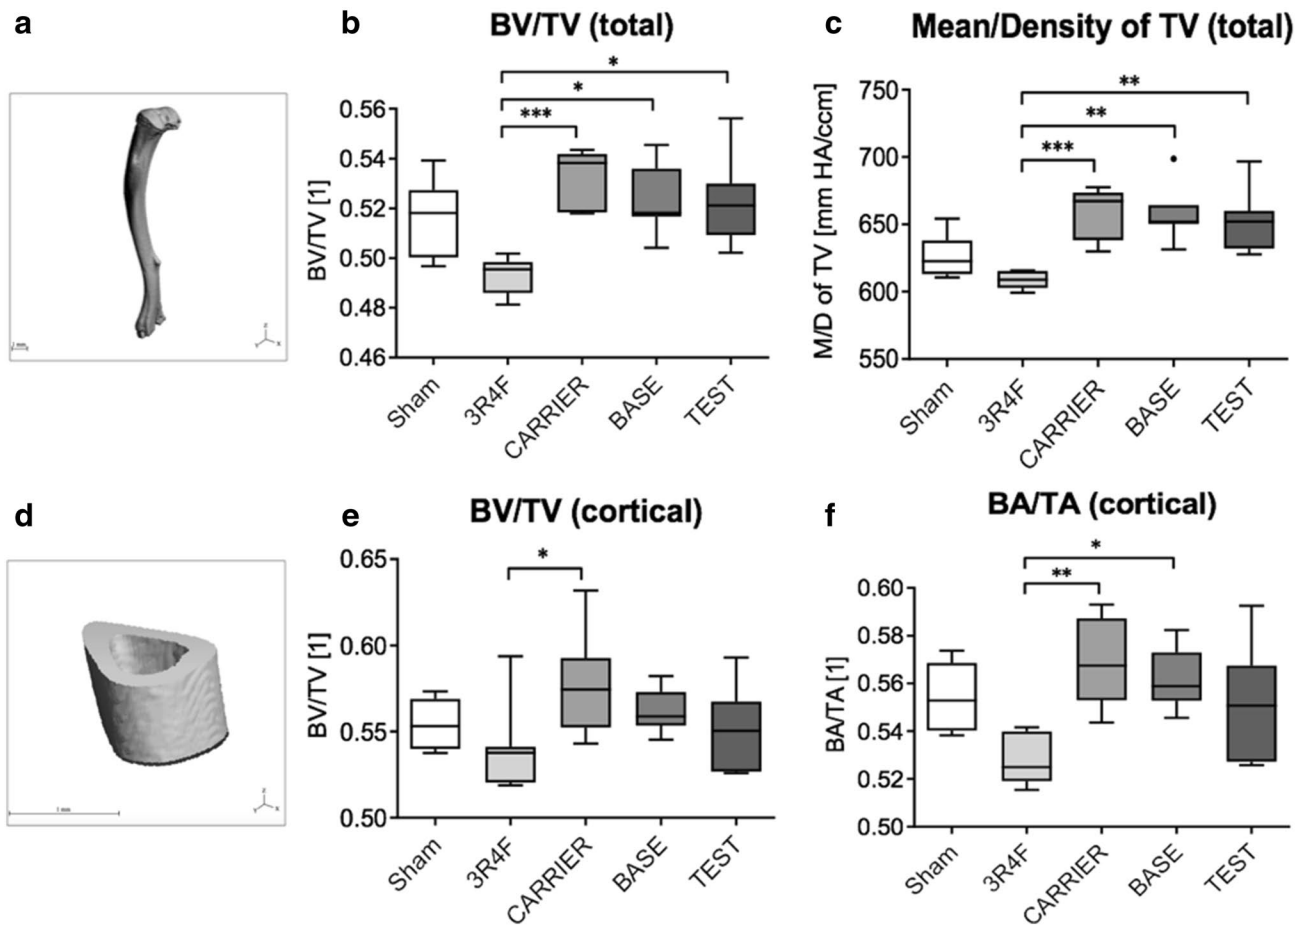 a
1 mm
Z
Y X
b
BV/TV (total)
*
*
***
BV/TV [1]
0.56
0.54
0.52
0.50
0.48
0.46
Sham
3R4F
CARRIER
BASE
TEST
c
Mean/Density of TV (total)
**
**
***
M/D of TV [mm HA/ccm]
750
700
650
600
550
Sham
3R4F
CARRIER
BASE
TEST
d
1 mm
Z
Y X
e
BV/TV (cortical)
*
BV/TV [1]
0.65
0.60
0.55
0.50
Sham
3R4F
CARRIER
BASE
TEST
f
BA/TA (cortical)
*
**
BA/TA [1]
0.60
0.58
0.56
0.54
0.52
0.50
Sham
3R4F
CARRIER
BASE
TEST